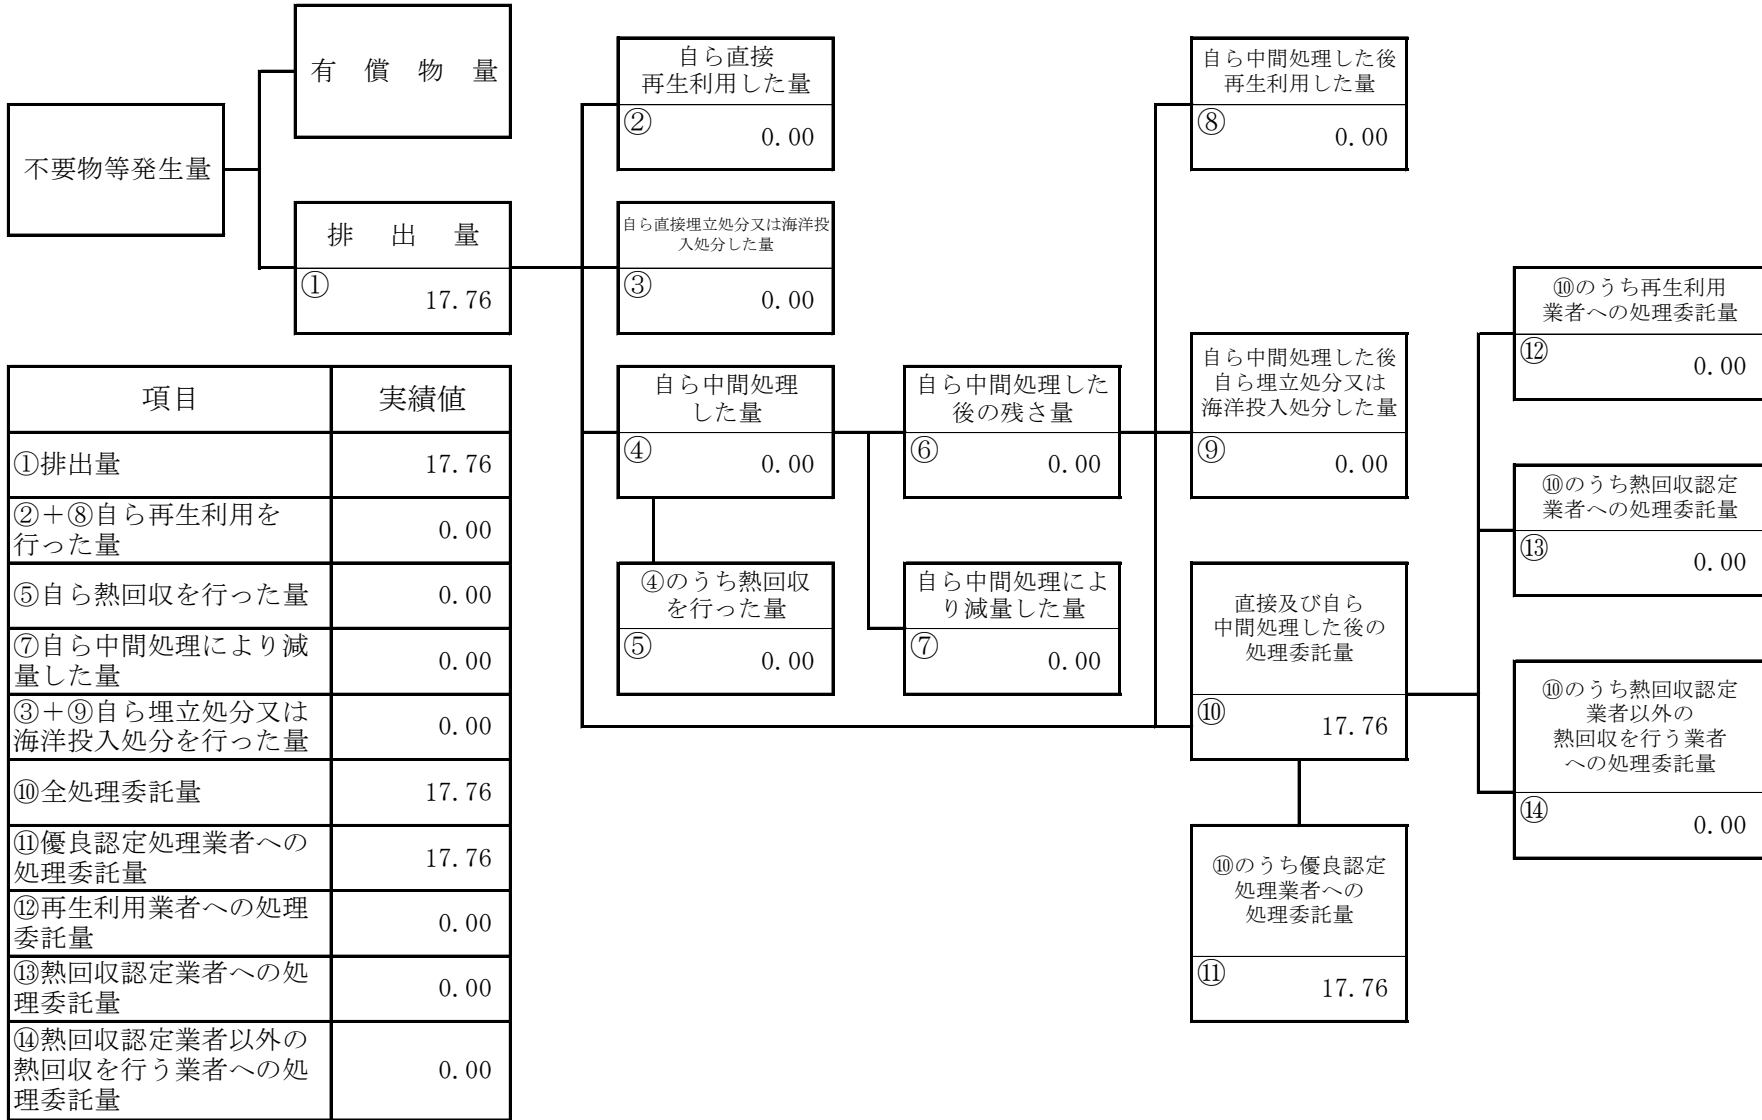 有 償 物 量
不要物等発生量
排 出 量
①
17.76
自ら直接
再生利用した量
②
0.00
自ら直接埋立処分又は海洋投
入処分した量
③
0.00
自ら中間処理
した量
④
0.00
④のうち熱回収
を行った量
⑤
0.00
自ら中間処理した
後の残さ量
⑥
0.00
自ら中間処理によ
り減量した量
⑦
0.00
自ら中間処理した後
再生利用した量
⑧
0.00
自ら中間処理した後
自ら埋立処分又は
海洋投入処分した量
⑨
0.00
直接及び自ら
中間処理した後の
処理委託量
⑩
17.76
⑩のうち優良認定
処理業者への
処理委託量
⑪
17.76
⑩のうち再生利用
業者への処理委託量
⑫
0.00
⑩のうち熱回収認定
業者への処理委託量
⑬
0.00
⑩のうち熱回収認定
業者以外の
熱回収を行う業者
への処理委託量
⑭
0.00
項目 実績値
①排出量 17.76
②+⑧自ら再生利用を
行った量 0.00
⑤自ら熱回収を行った量 0.00
⑦自ら中間処理により減
量した量 0.00
③+⑨自ら埋立処分又は
海洋投入処分を行った量 0.00
⑩全処理委託量 17.76
⑪優良認定処理業者への
処理委託量 17.76
⑫再生利用業者への処理
委託量 0.00
⑬熱回収認定業者への処
理委託量 0.00
⑭熱回収認定業者以外の
熱回収を行う業者への処
理委託量 0.00